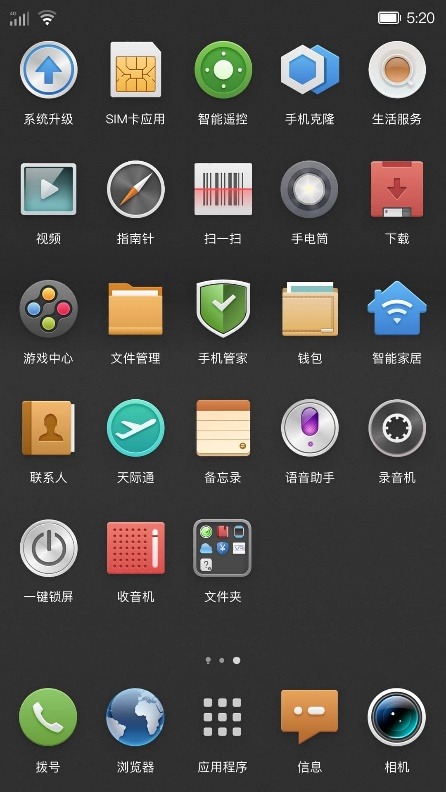 5:20
系统升级
SIM卡应用
智能遥控
手机克隆
生活服务
视频
指南针
扫一扫
手电筒
下载
游戏中心
文件管理
手机管家
钱包
智能家居
联系人
天际通
备忘录
语音助手
录音机
一键锁屏
收音机
文件夹
拨号
浏览器
应用程序
信息
相机